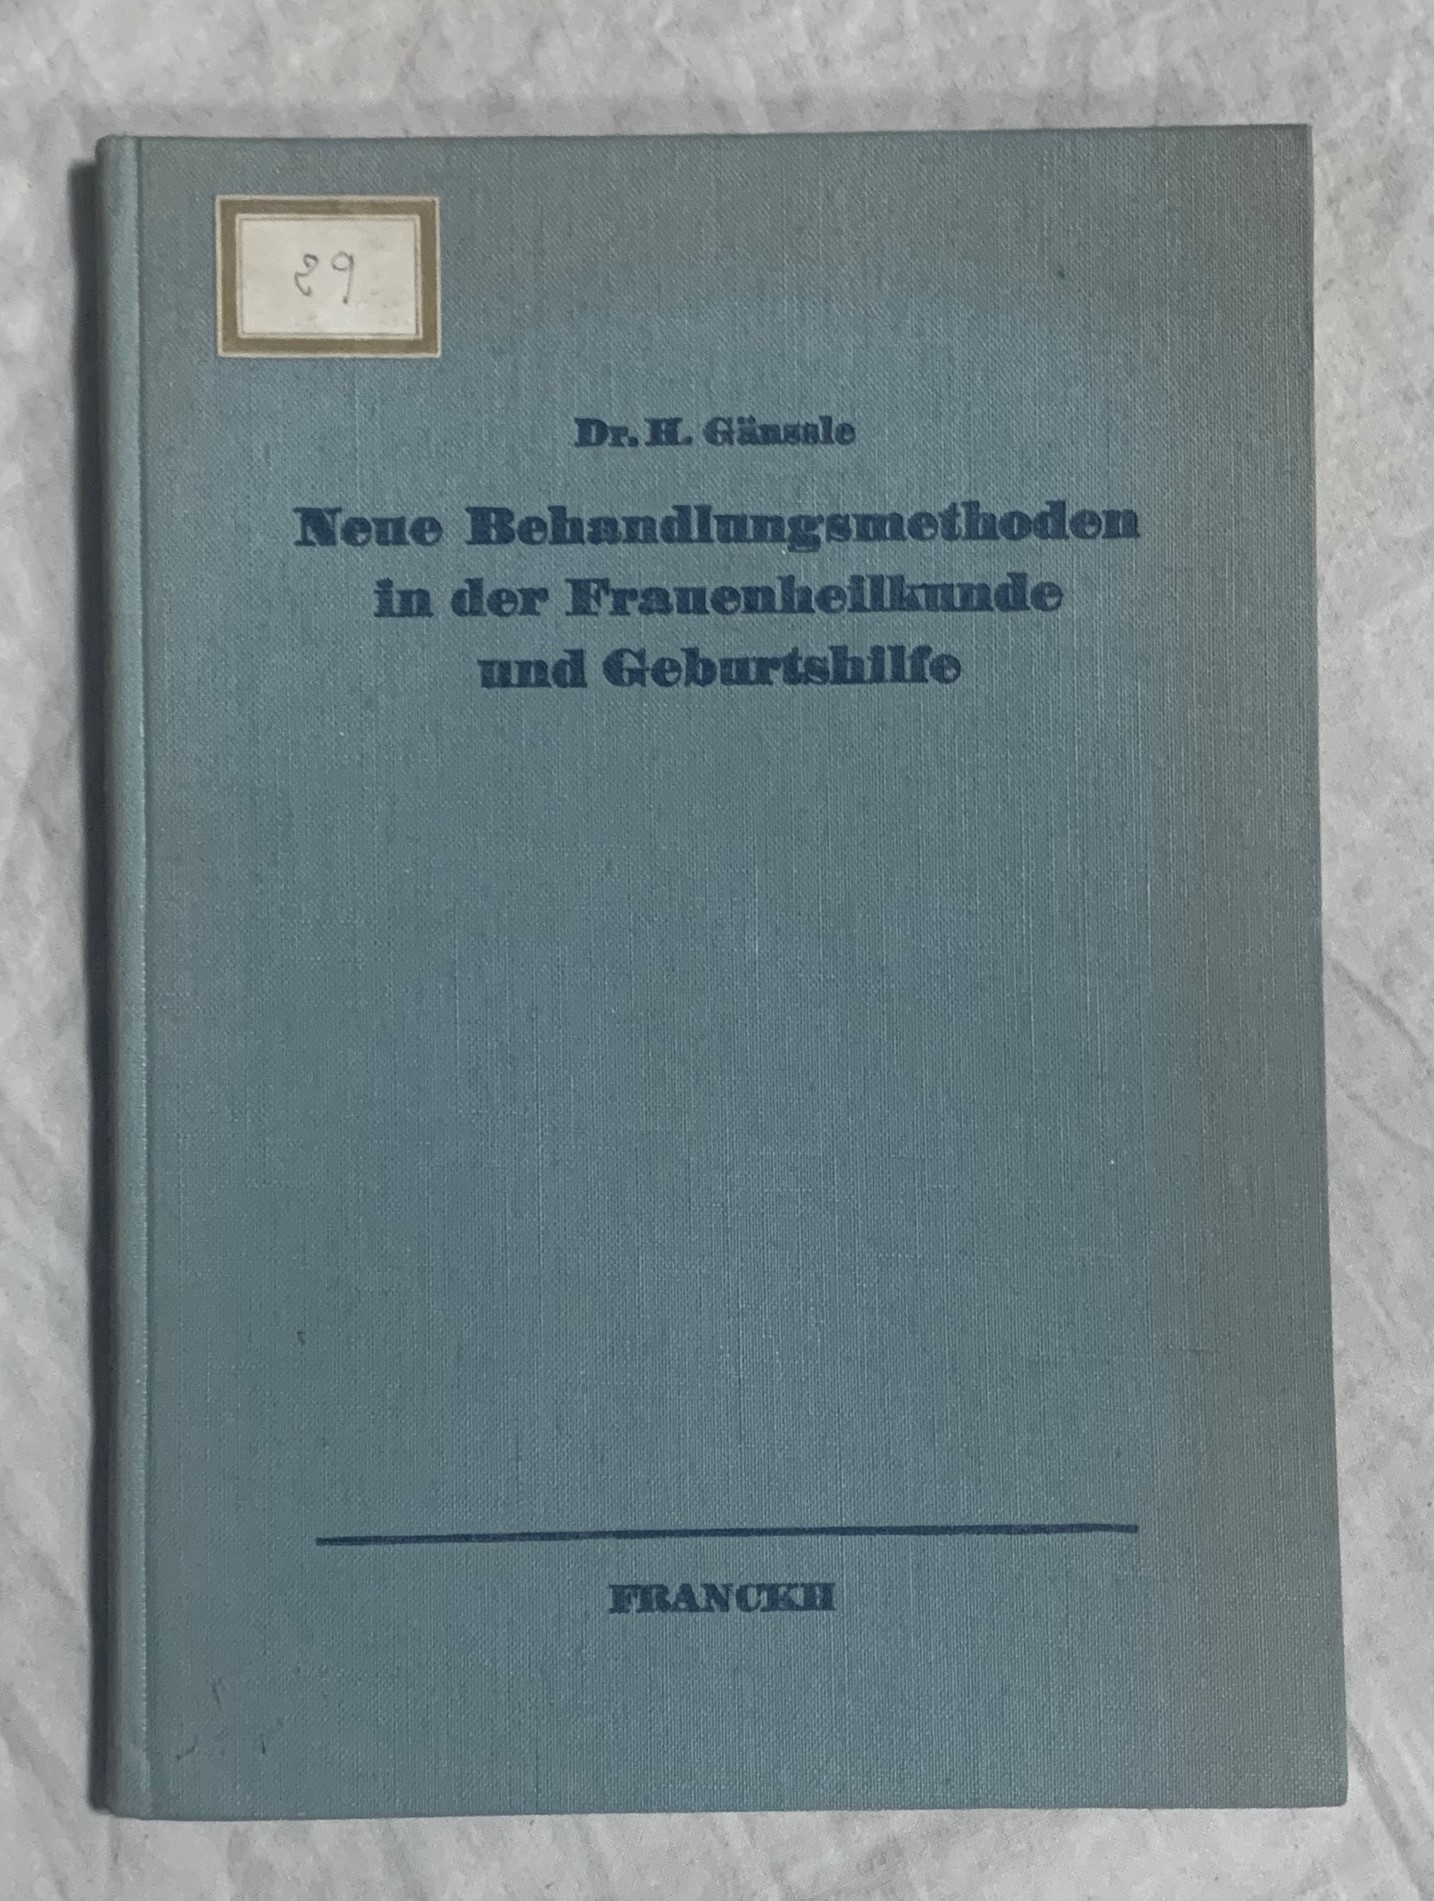 29
Dr. H. Gänssle
Neue Behandlungsmethoden
in der Frauenheilkunde
und Geburtshilfe
FRANCKH